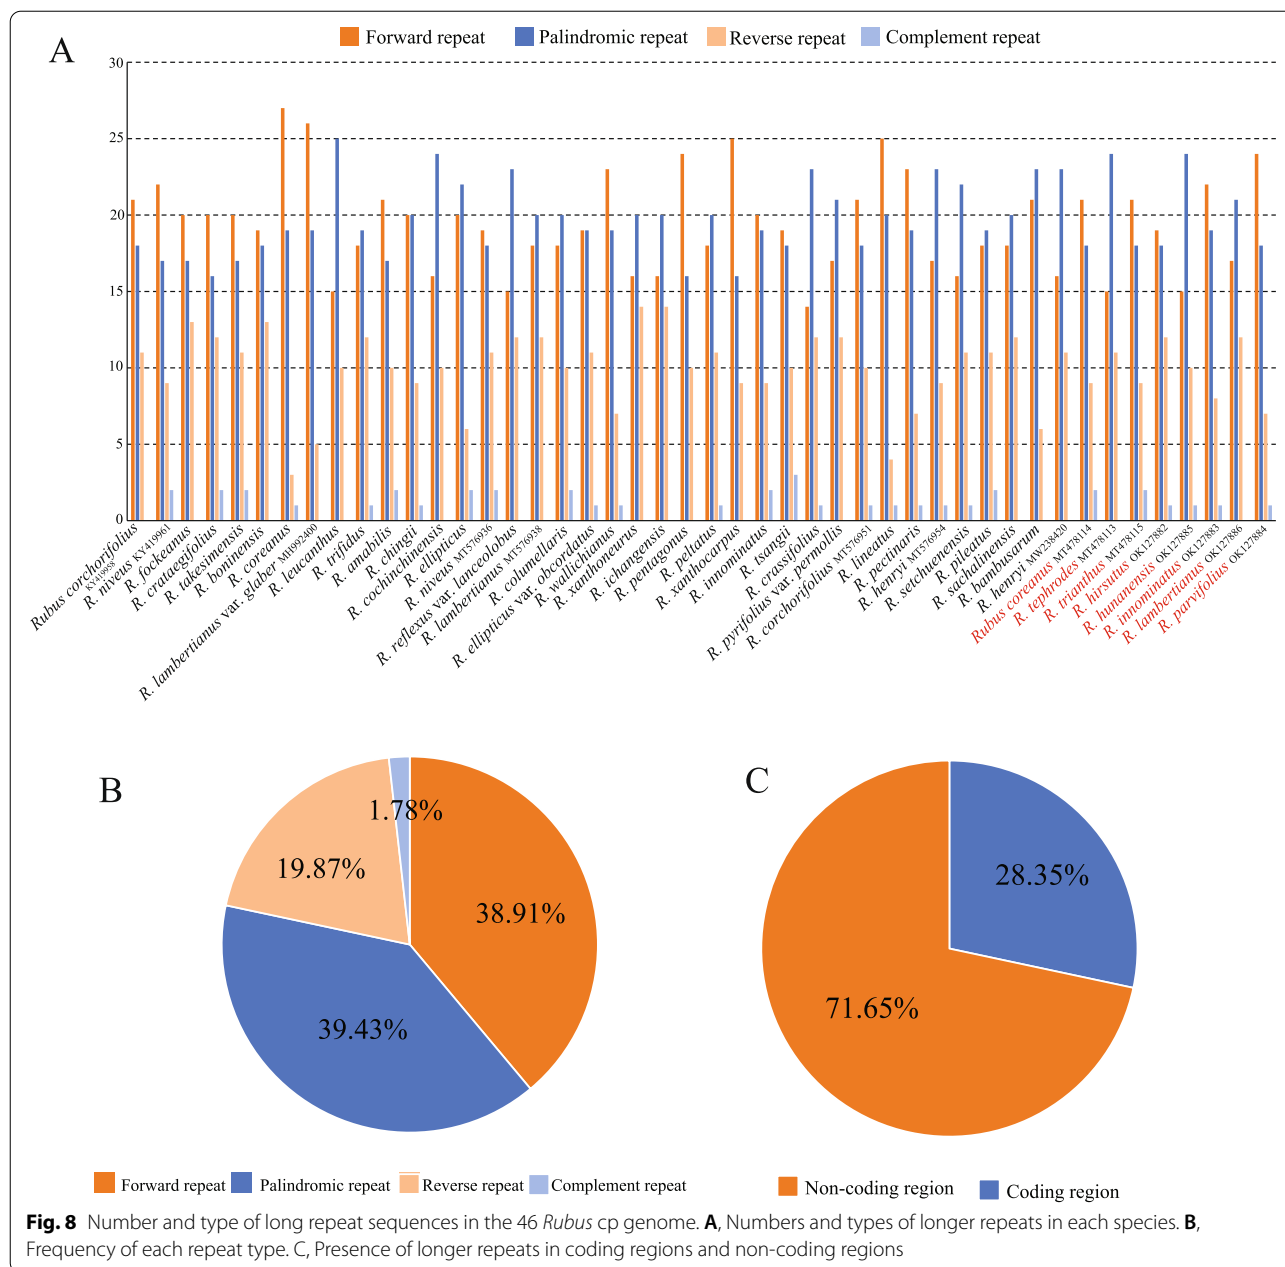 A
Forward repeat Palindromic repeat Reverse repeat Complement repeat
30
25
20
15
10
5
0
Rubus corchorifolius KY419958
R. niveus KY419961
R. fockeanus
R. crataegifolius
R. takesimensis
R. boninensis
R. coreanus
R. lambertianus var. glaber MH992400
R. leucanthus
R. trifidus
R. amabilis
R. chingii
R. cochinchinensis
R. ellipticus
R. niveus MT576936
R. reflexus var. lanceolobus
R. lambertianus MT576938
R. columellaris
R. ellipticus var. obcordatus
R. wallichianus
R. xanthoneurus
R. ichangensis
R. pentagonus
R. peltatus
R. xanthocarpus
R. innominatus
R. tsangii
R. crassifolius
R. pyrifolius var. permollis
R. corchorifolius MT576951
R. lineatus
R. pectinaris
R. henryi MT576954
R. setchuenensis
R. pileatus
R. sachalinensis
R. bambusarum
R. henryi MW238420
Rubus coreanus MT478114
R. tephrodes MT478113
R. trianthus MT478115
R. hirsutus OK127882
R. hunanensis OK127885
R. innominatus OK127883
R. lambertianus OK127886
R. parvifolius OK127884
B
1.78%
19.87%
38.91%
39.43%
Forward repeat Palindromic repeat Reverse repeat Complement repeat
C
28.35%
71.65%
Non-coding region Coding region
Fig. 8 Number and type of long repeat sequences in the 46 Rubus cp genome. A, Numbers and types of longer repeats in each species. B,
Frequency of each repeat type. C, Presence of longer repeats in coding regions and non-coding regions